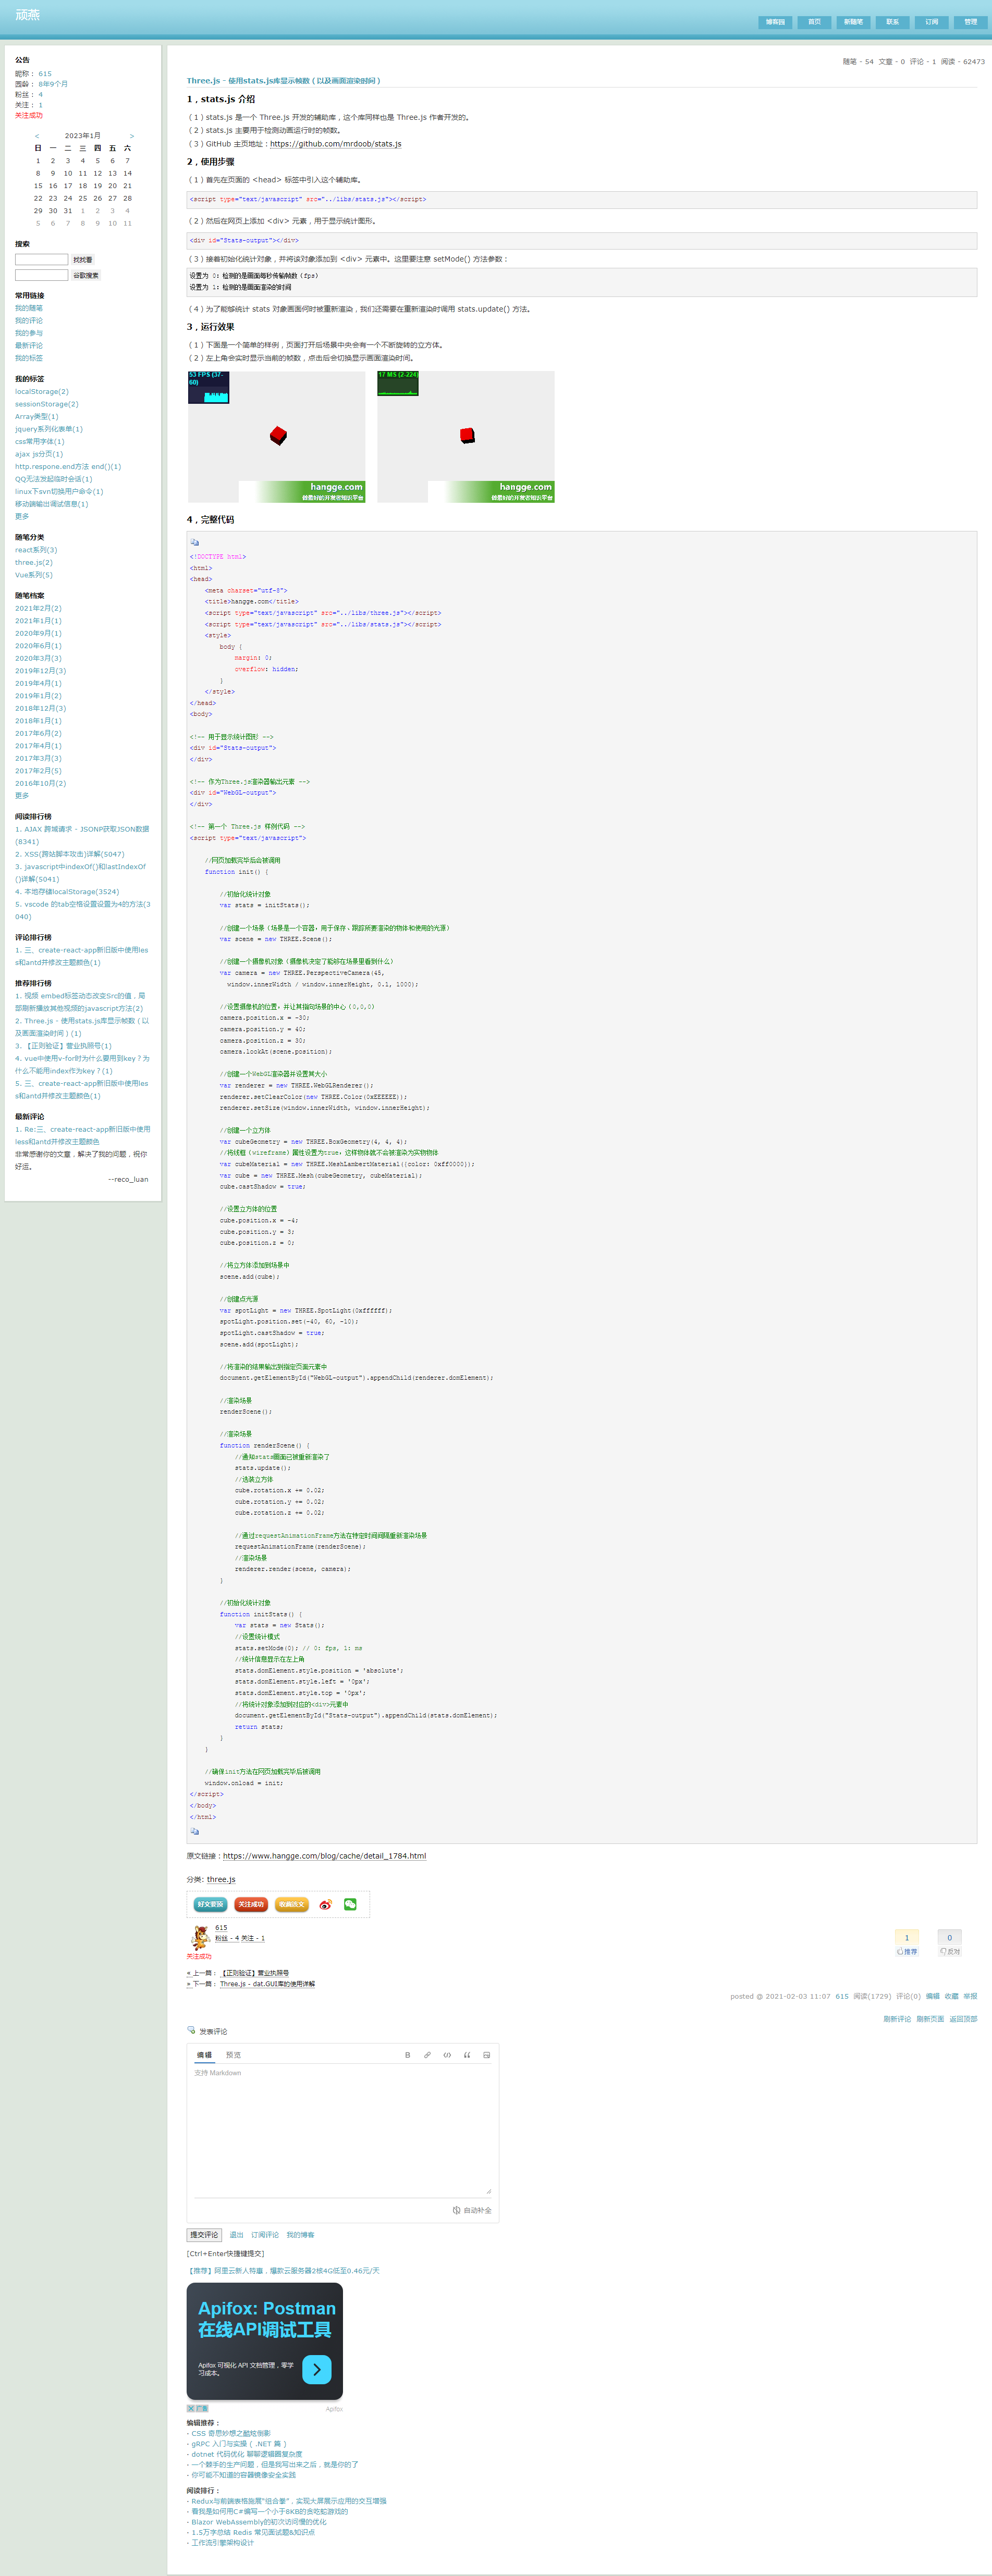 顽燕
博客园 首页 新随笔 联系 订阅 管理
公告
昵称： 615
园龄： 8年9个月
粉丝： 4
关注： 1
关注成功
< 2023年1月 >
日 一 二 三 四 五 六
1 2 3 4 5 6 7
8 9 10 11 12 13 14
15 16 17 18 19 20 21
22 23 24 25 26 27 28
29 30 31 1 2 3 4
5 6 7 8 9 10 11
搜索
找找看
谷歌搜索
常用链接
我的随笔
我的评论
我的参与
最新评论
我的标签
我的标签
localStorage(2)
sessionStorage(2)
Array类型(1)
jquery系列化表单(1)
css常用字体(1)
ajax js分页(1)
http.respone.end方法 end()(1)
QQ无法发起临时会话(1)
linux下svn切换用户命令(1)
移动端输出调试信息(1)
更多
随笔分类
react系列(3)
three.js(2)
Vue系列(5)
随笔档案
2021年2月(2)
2021年1月(1)
2020年9月(1)
2020年6月(1)
2020年3月(3)
2019年12月(3)
2019年4月(1)
2019年1月(2)
2018年12月(3)
2018年1月(1)
2017年6月(2)
2017年4月(1)
2017年3月(3)
2017年2月(5)
2016年10月(2)
更多
阅读排行榜
1. AJAX 跨域请求 - JSONP获取JSON数据
(8341)
2. XSS(跨站脚本攻击)详解(5047)
3. javascript中indexOf()和lastIndexOf
()详解(5041)
4. 本地存储localStorage(3524)
5. vscode 的tab空格设置设置为4的方法(3
040)
评论排行榜
1. 三、create-react-app新旧版中使用les
s和antd并修改主题颜色(1)
推荐排行榜
1. 视频 embed标签动态改变Src的值，局
部刷新播放其他视频的javascript方法(2)
2. Three.js - 使用stats.js库显示帧数（以
及画面渲染时间）(1)
3. 【正则验证】营业执照号(1)
4. vue中使用v-for时为什么要用到key？为
什么不能用index作为key？(1)
5. 三、create-react-app新旧版中使用les
s和antd并修改主题颜色(1)
最新评论
1. Re:三、create-react-app新旧版中使用
less和antd并修改主题颜色
非常感谢你的文章，解决了我的问题，祝你
好运。
--reco_luan
随笔 - 54 文章 - 0 评论 - 1 阅读 - 62473
Three.js - 使用stats.js库显示帧数（以及画面渲染时间）
1，stats.js 介绍
（1）stats.js 是一个 Three.js 开发的辅助库，这个库同样也是 Three.js 作者开发的。
（2）stats.js 主要用于检测动画运行时的帧数。
（3）GitHub 主页地址：https://github.com/mrdoob/stats.js
2，使用步骤
（1）首先在页面的 <head> 标签中引入这个辅助库。
<script type="text/javascript" src="../libs/stats.js"></script>
（2）然后在网页上添加 <div> 元素，用于显示统计图形。
<div id="Stats-output"></div>
（3）接着初始化统计对象，并将该对象添加到 <div> 元素中。这里要注意 setMode() 方法参数：
设置为 0：检测的是画面每秒传输帧数（fps）
设置为 1：检测的是画面渲染的时间
（4）为了能够统计 stats 对象画面何时被重新渲染，我们还需要在重新渲染时调用 stats.update() 方法。
3，运行效果
（1）下面是一个简单的样例，页面打开后场景中央会有一个不断旋转的立方体。
（2）左上角会实时显示当前的帧数，点击后会切换显示画面渲染时间。
53 FPS (37-
60)
hangge.com
做最好的开发者知识平台
17 MS (2-224)
hangge.com
做最好的开发者知识平台
4，完整代码
<!DOCTYPE html>
<html>
<head>
    <meta charset="utf-8">
    <title>hangge.com</title>
    <script type="text/javascript" src="../libs/three.js"></script>
    <script type="text/javascript" src="../libs/stats.js"></script>
    <style>
        body {
            margin: 0;
            overflow: hidden;
        }
    </style>
</head>
<body>
<!-- 用于显示统计图形 -->
<div id="Stats-output">
</div>
<!-- 作为Three.js渲染器输出元素 -->
<div id="WebGL-output">
</div>
<!-- 第一个 Three.js 样例代码 -->
<script type="text/javascript">
    //网页加载完毕后会被调用
    function init() {
        //初始化统计对象
        var stats = initStats();
        //创建一个场景（场景是一个容器，用于保存、跟踪所要渲染的物体和使用的光源）
        var scene = new THREE.Scene();
        //创建一个摄像机对象（摄像机决定了能够在场景里看到什么）
        var camera = new THREE.PerspectiveCamera(45,
          window.innerWidth / window.innerHeight, 0.1, 1000);
        //设置摄像机的位置，并让其指向场景的中心（0,0,0）
        camera.position.x = -30;
        camera.position.y = 40;
        camera.position.z = 30;
        camera.lookAt(scene.position);
        //创建一个WebGL渲染器并设置其大小
        var renderer = new THREE.WebGLRenderer();
        renderer.setClearColor(new THREE.Color(0xEEEEEE));
        renderer.setSize(window.innerWidth, window.innerHeight);
        //创建一个立方体
        var cubeGeometry = new THREE.BoxGeometry(4, 4, 4);
        //将线框（wireframe）属性设置为true，这样物体就不会被渲染为实物物体
        var cubeMaterial = new THREE.MeshLambertMaterial({color: 0xff0000});
        var cube = new THREE.Mesh(cubeGeometry, cubeMaterial);
        cube.castShadow = true;
        //设置立方体的位置
        cube.position.x = -4;
        cube.position.y = 3;
        cube.position.z = 0;
        //将立方体添加到场景中
        scene.add(cube);
        //创建点光源
        var spotLight = new THREE.SpotLight(0xffffff);
        spotLight.position.set(-40, 60, -10);
        spotLight.castShadow = true;
        scene.add(spotLight);
        //将渲染的结果输出到指定页面元素中
        document.getElementById("WebGL-output").appendChild(renderer.domElement);
        //渲染场景
        renderScene();
        //渲染场景
        function renderScene() {
            //通知stats画面已被重新渲染了
            stats.update();
            //选装立方体
            cube.rotation.x += 0.02;
            cube.rotation.y += 0.02;
            cube.rotation.z += 0.02;
            //通过requestAnimationFrame方法在特定时间间隔重新渲染场景
            requestAnimationFrame(renderScene);
            //渲染场景
            renderer.render(scene, camera);
        }
        //初始化统计对象
        function initStats() {
            var stats = new Stats();
            //设置统计模式
            stats.setMode(0); // 0: fps, 1: ms
            //统计信息显示在左上角
            stats.domElement.style.position = 'absolute';
            stats.domElement.style.left = '0px';
            stats.domElement.style.top = '0px';
            //将统计对象添加到对应的<div>元素中
            document.getElementById("Stats-output").appendChild(stats.domElement);
            return stats;
        }
    }
    //确保init方法在网页加载完毕后被调用
    window.onload = init;
</script>
</body>
</html>
原文链接：https://www.hangge.com/blog/cache/detail_1784.html
分类: three.js
好文要顶 关注成功 收藏该文
615
粉丝 - 4 关注 - 1
关注成功
1 推荐
0 反对
« 上一篇： 【正则验证】营业执照号
» 下一篇： Three.js - dat.GUI库的使用详解
posted @ 2021-02-03 11:07 615 阅读(1729) 评论(0) 编辑 收藏 举报
刷新评论 刷新页面 返回顶部
发表评论
编辑 预览 B
支持 Markdown
自动补全
提交评论 退出 订阅评论 我的博客
[Ctrl+Enter快捷键提交]
【推荐】阿里云新人特惠，爆款云服务器2核4G低至0.46元/天
Apifox: Postman
在线API调试工具
Apifox 可视化 API 文档管理，零学
习成本。
广告 Apifox
编辑推荐：
- CSS 奇思妙想之酷炫倒影
- gRPC 入门与实操（ .NET 篇 ）
- dotnet 代码优化 聊聊逻辑圈复杂度
- 一个棘手的生产问题，但是我写出来之后，就是你的了
- 你可能不知道的容器镜像安全实践
阅读排行：
- Redux与前端表格施展“组合拳”，实现大屏展示应用的交互增强
- 看我是如何用C#编写一个小于8KB的贪吃蛇游戏的
- Blazor WebAssembly的初次访问慢的优化
- 1.5万字总结 Redis 常见面试题&知识点
- 工作流引擎架构设计